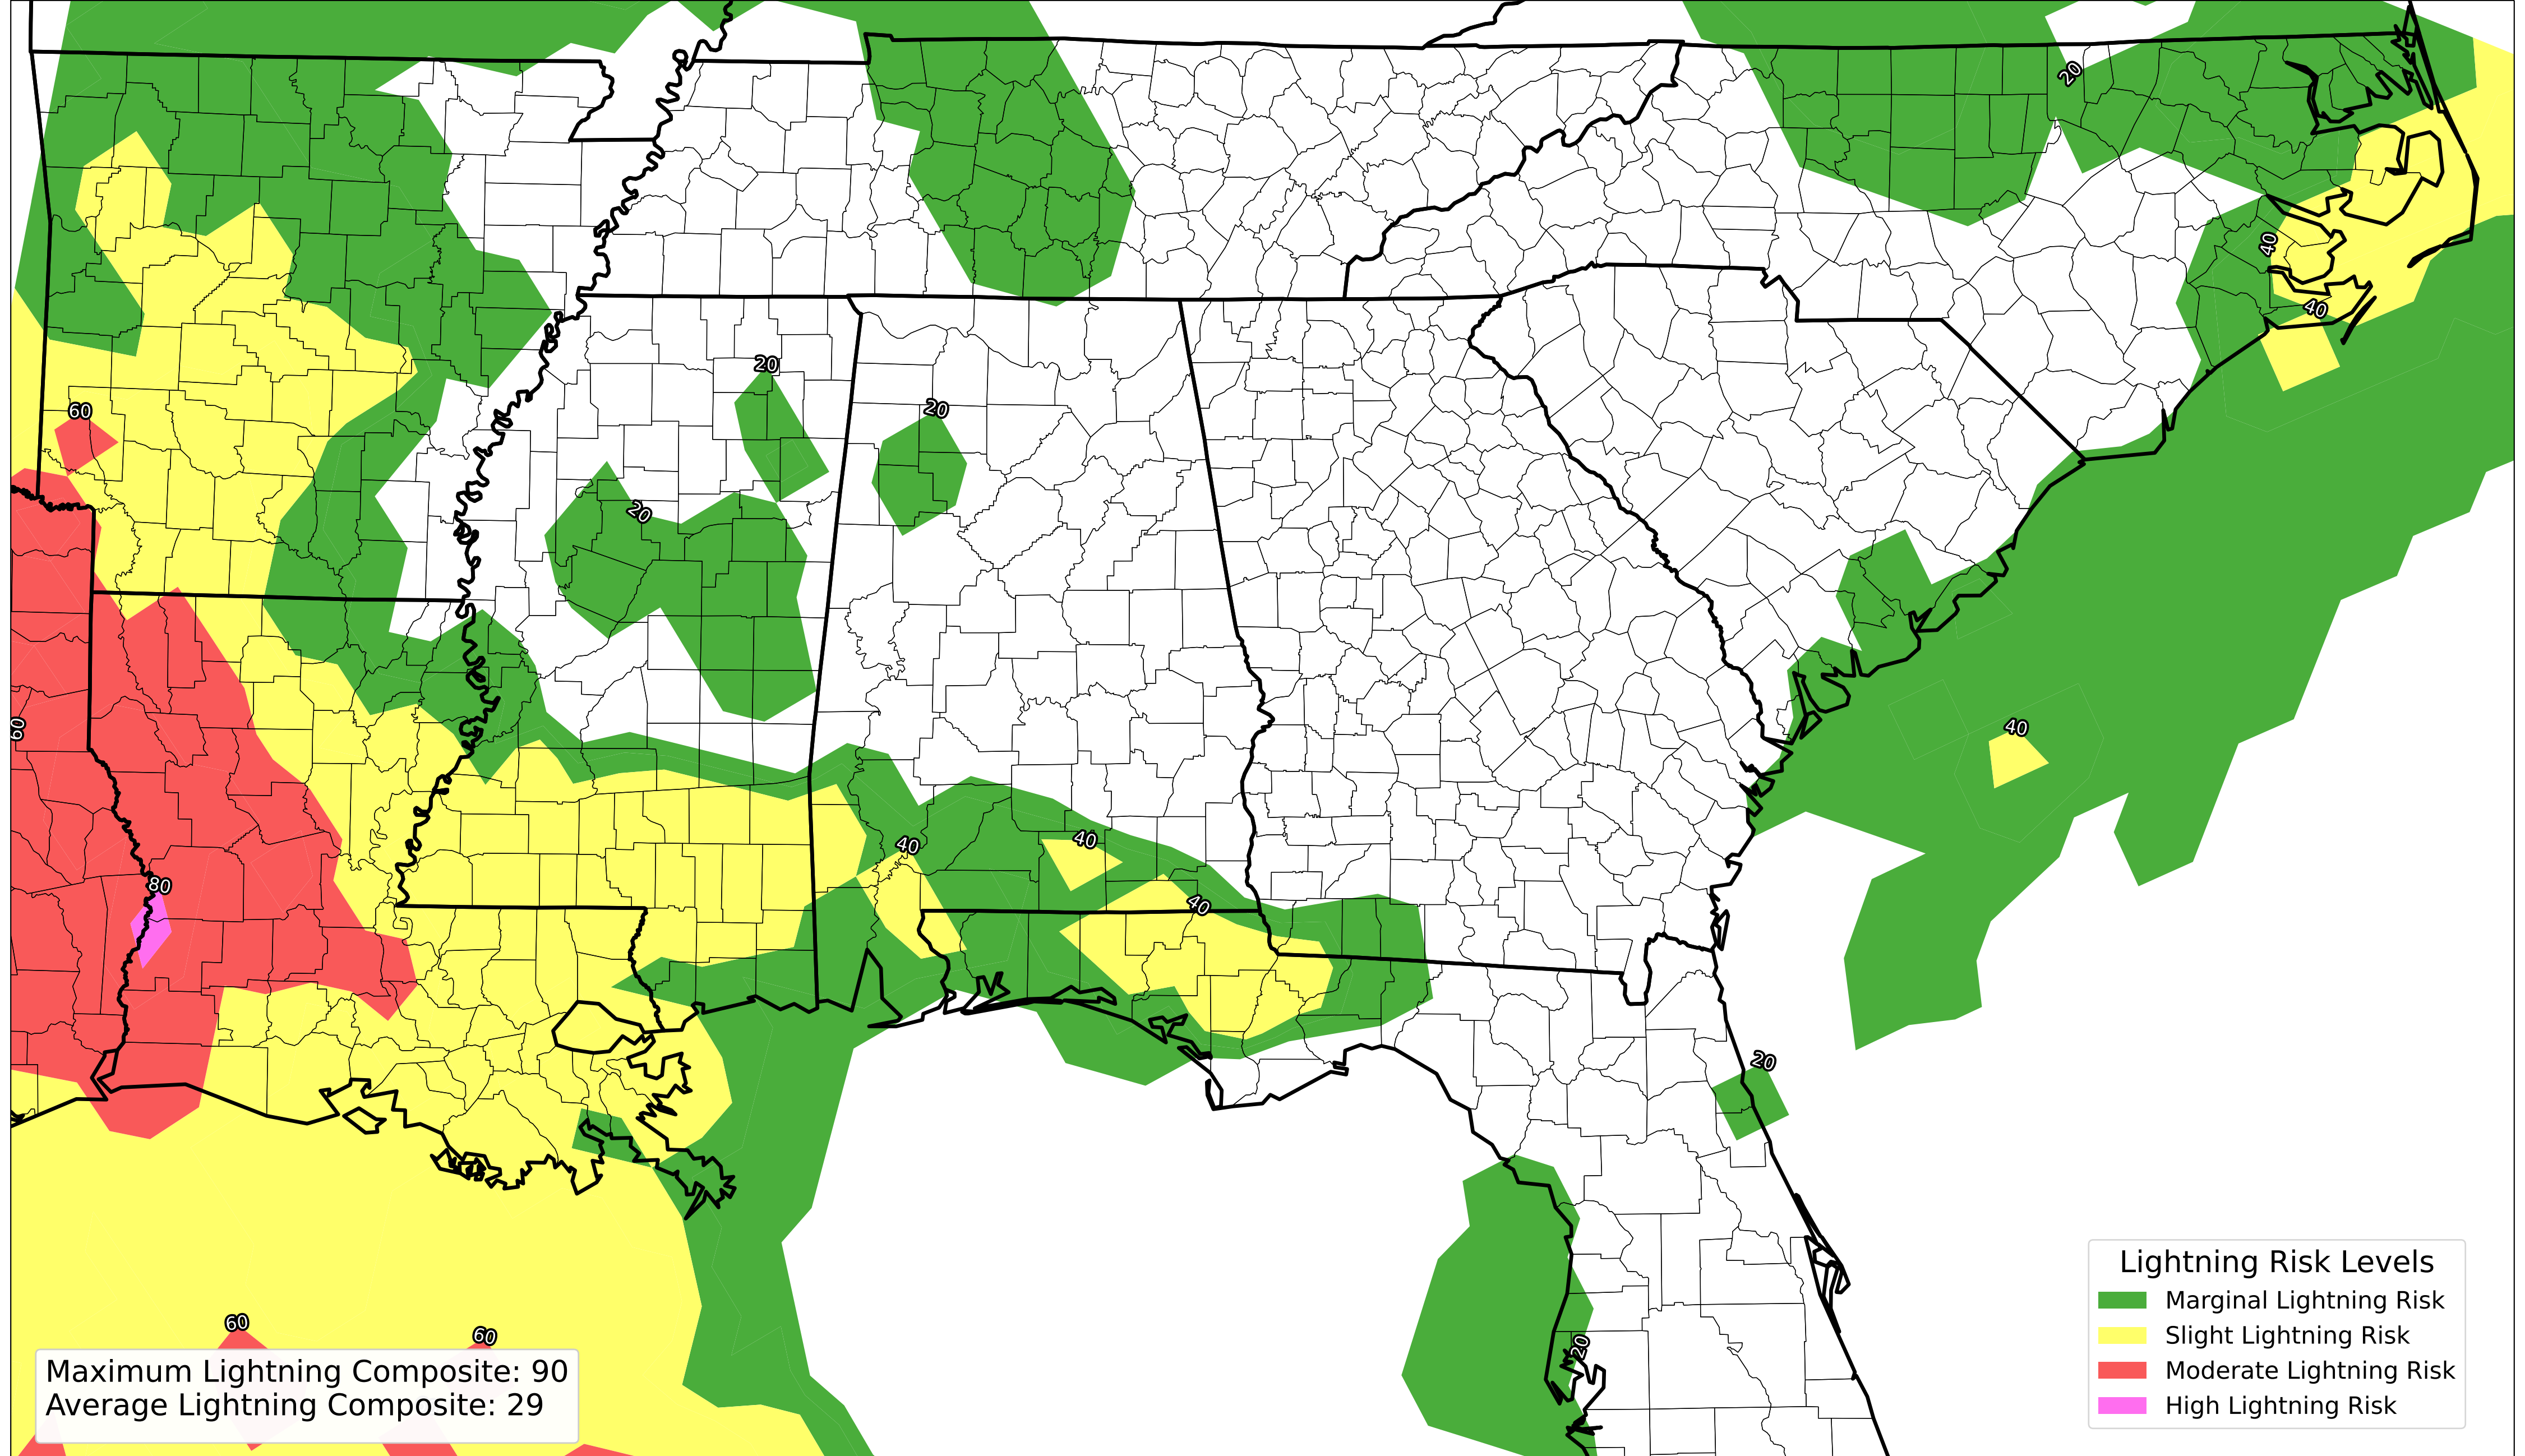 20
40
40
60
20
20
20
60
40
80
40
40
40
20
20
60
60
Maximum Lightning Composite: 90
Average Lightning Composite: 29
Lightning Risk Levels
Marginal Lightning Risk
Slight Lightning Risk
Moderate Lightning Risk
High Lightning Risk